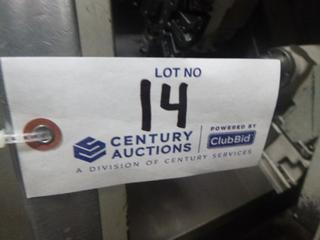 LOT NO
14
CENTURY AUCTIONS
POWERED BY
ClubBid
A DIVISION OF CENTURY SERVICES